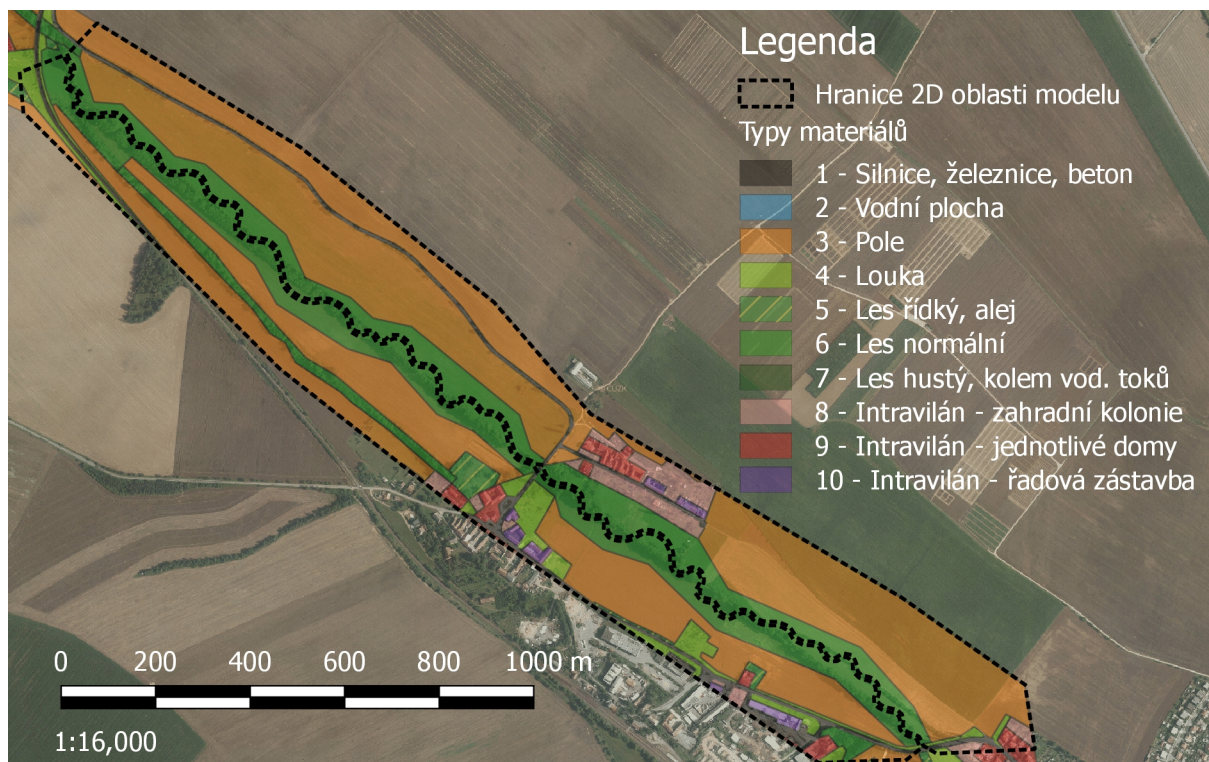 Legenda
Hranice 2D oblasti modelu
Typy materiálů
1 - Silnice, železnice, beton
2 - Vodní plocha
3 - Pole
4 - Louka
5 - Les řídký, alej
6 - Les normální
7 - Les hustý, kolem vod. toků
8 - Intravilán - zahradní kolonie
9 - Intravilán - jednotlivé domy
10 - Intravilán - řadová zástavba
© ČÚZK
0 200 400 600 800 1000 m
1:16,000